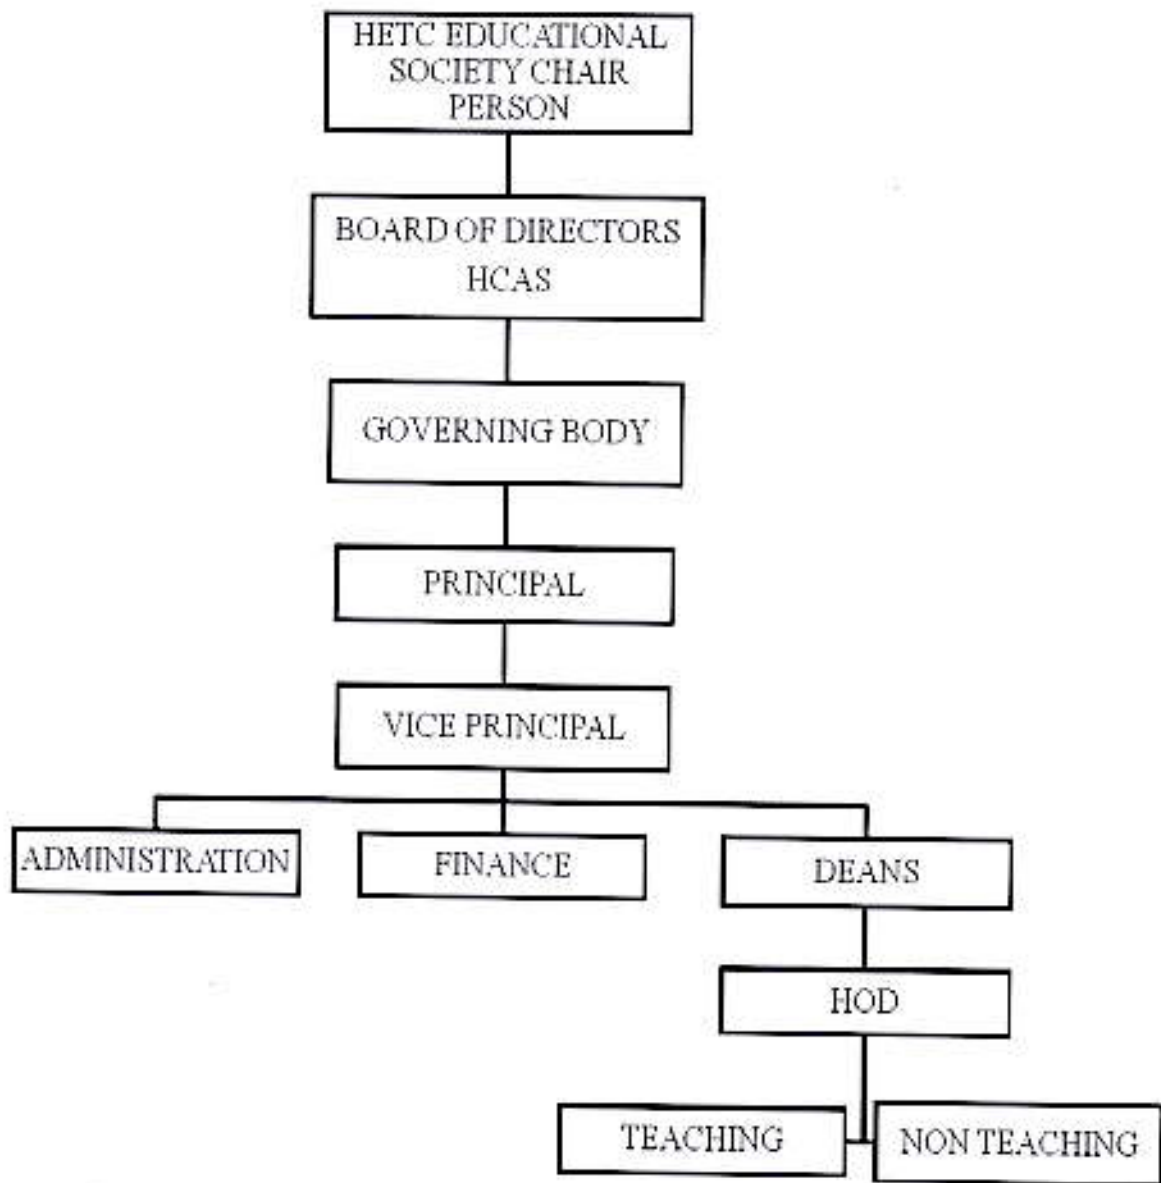 HETC EDUCATIONAL
SOCIETY CHAIR
PERSON
BOARD OF DIRECTORS
HCAS
GOVERNING BODY
PRINCIPAL
VICE PRINCIPAL
ADMINISTRATION
FINANCE
DEANS
HOD
TEACHING
NON TEACHING